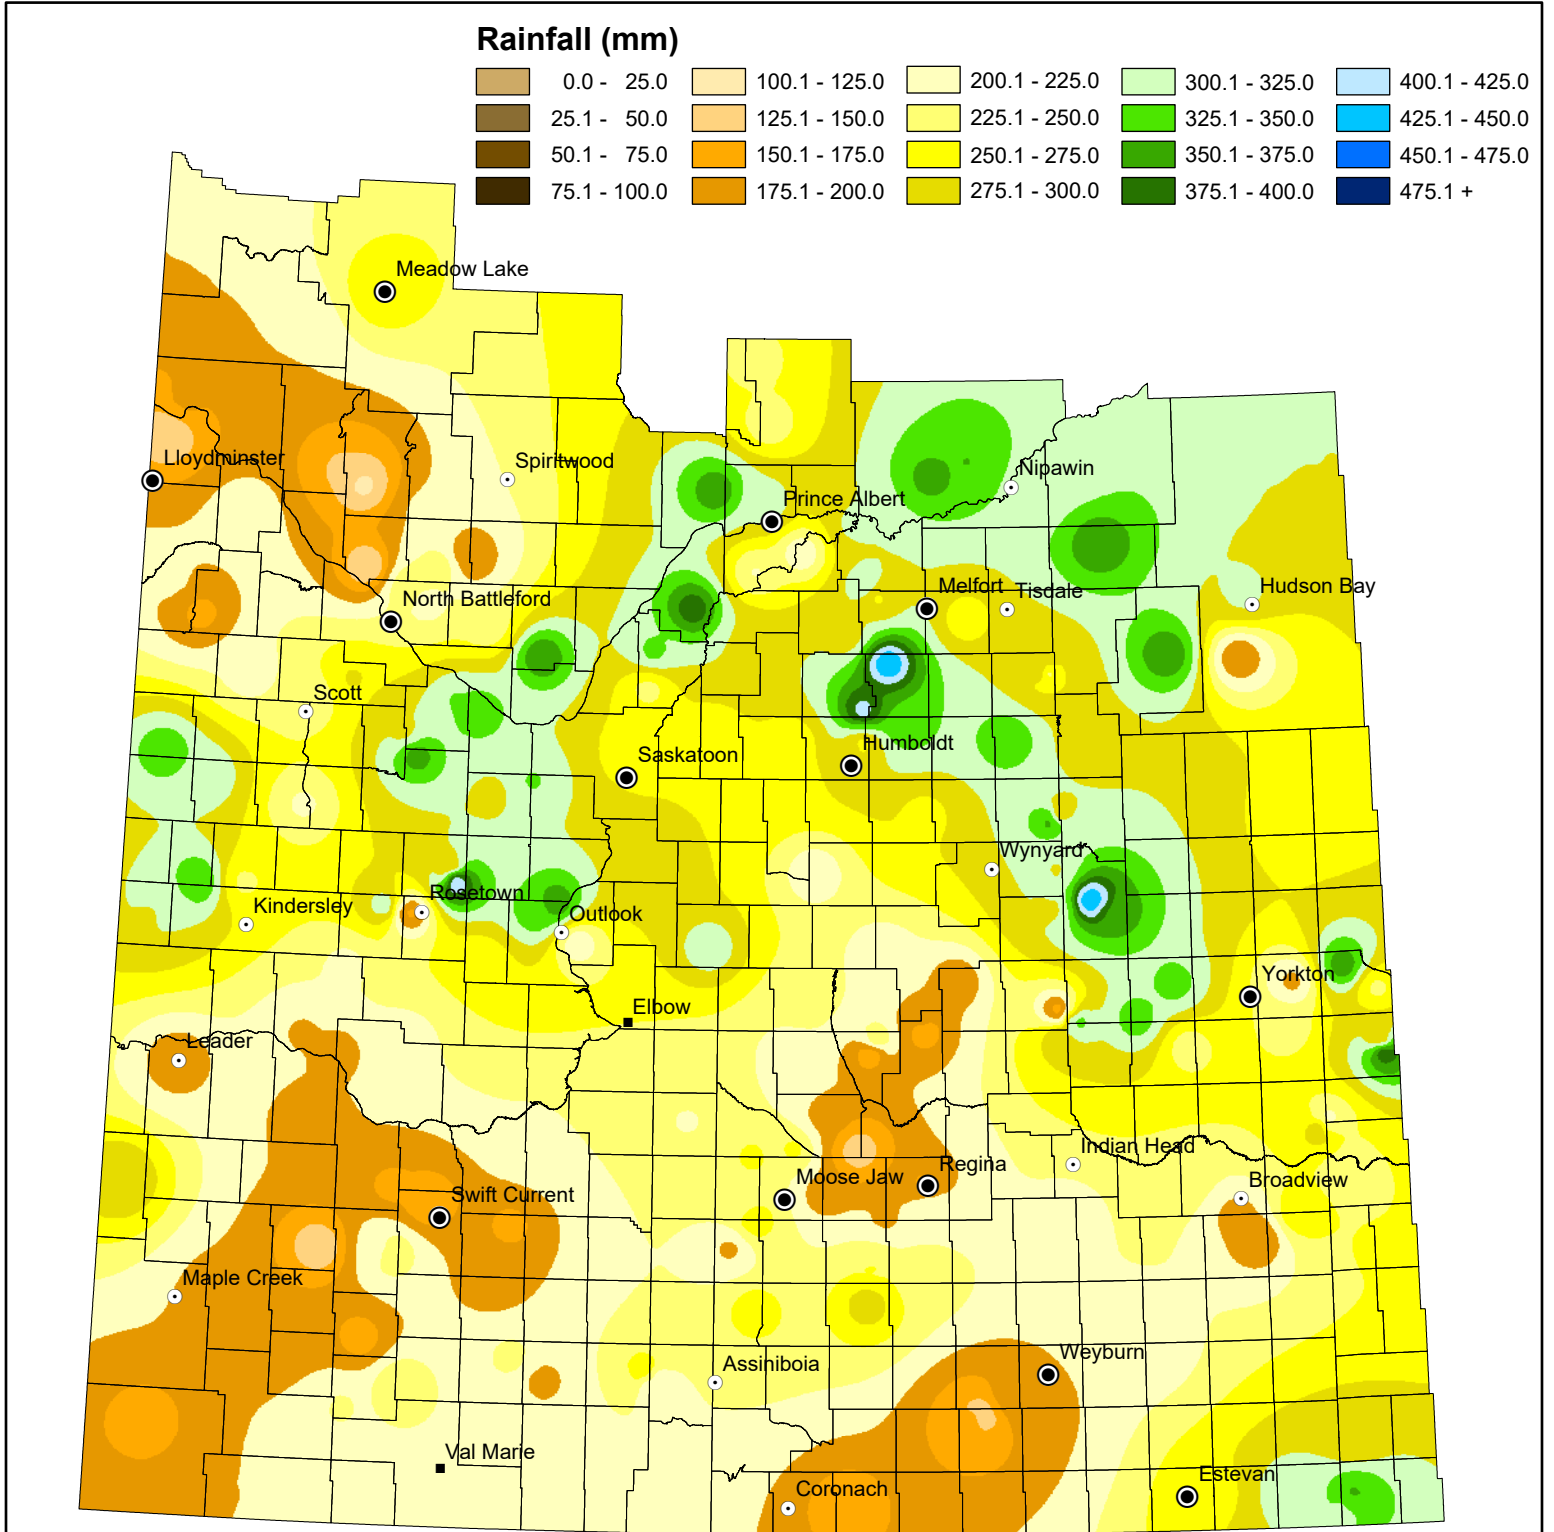 Rainfall (mm)
0.0 - 25.0 100.1 - 125.0 200.1 - 225.0 300.1 - 325.0 400.1 - 425.0
25.1 - 50.0 125.1 - 150.0 225.1 - 250.0 325.1 - 350.0 425.1 - 450.0
50.1 - 75.0 150.1 - 175.0 250.1 - 275.0 350.1 - 375.0 450.1 - 475.0
75.1 - 100.0 175.1 - 200.0 275.1 - 300.0 375.1 - 400.0 475.1 +
Meadow Lake
Lloydminster
Spiritwood
Nipawin
Prince Albert
Melfort
Tisdale
Hudson Bay
North Battleford
Scott
Saskatoon
Humboldt
Wynyard
Rosetown
Kindersley
Outlook
Yorkton
Elbow
Leader
Indian Head
Regina
Moose Jaw
Broadview
Swift Current
Maple Creek
Weyburn
Assiniboia
Val Marie
Estevan
Coronach